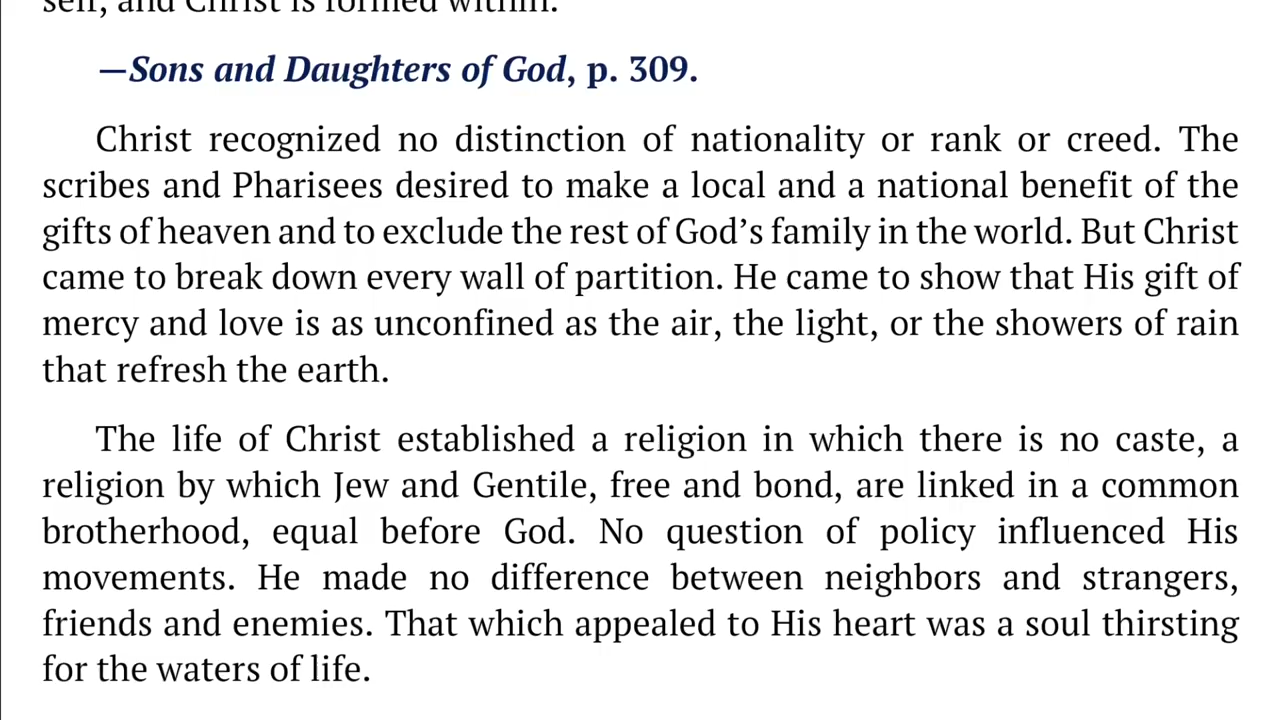 self, and Christ is formed within.
—Sons and Daughters of God, p. 309.
Christ recognized no distinction of nationality or rank or creed. The
scribes and Pharisees desired to make a local and a national benefit of the
gifts of heaven and to exclude the rest of God’s family in the world. But Christ
came to break down every wall of partition. He came to show that His gift of
mercy and love is as unconfined as the air, the light, or the showers of rain
that refresh the earth.
The life of Christ established a religion in which there is no caste, a
religion by which Jew and Gentile, free and bond, are linked in a common
brotherhood, equal before God. No question of policy influenced His
movements. He made no difference between neighbors and strangers,
friends and enemies. That which appealed to His heart was a soul thirsting
for the waters of life.